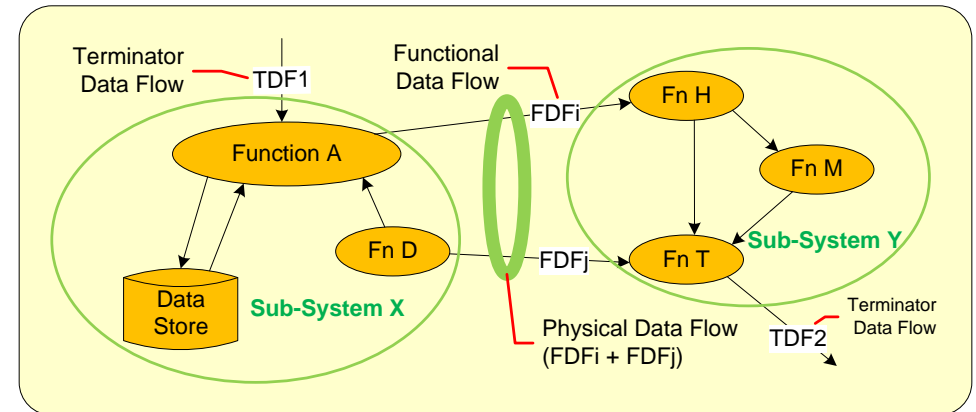 Terminator
Data Flow
TDF1
Functional
Data Flow
FDFi
Fn H
Function A
Fn M
Fn D
FDFj
Fn T
Sub-System Y
Data
Store
Sub-System X
Physical Data Flow
(FDFi + FDFj)
TDF2
Terminator
Data Flow